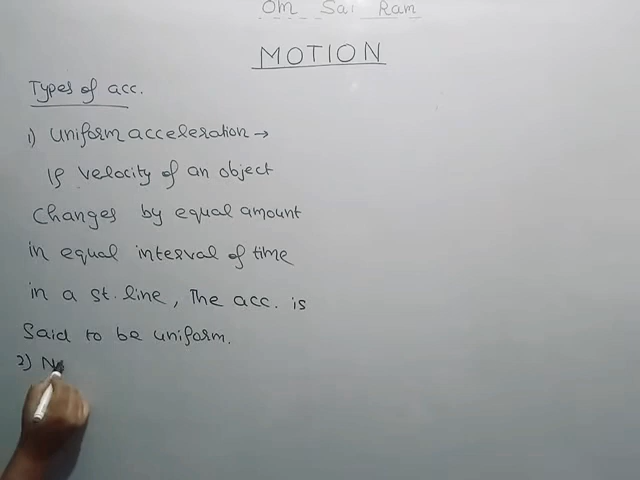 Om Sai Ram
MOTION
Types of acc.
1) Uniform acceleration →
If velocity of an object
Changes by equal amount
in equal interval of time
in a st. line, The acc. is
Said to be uniform.
2) N